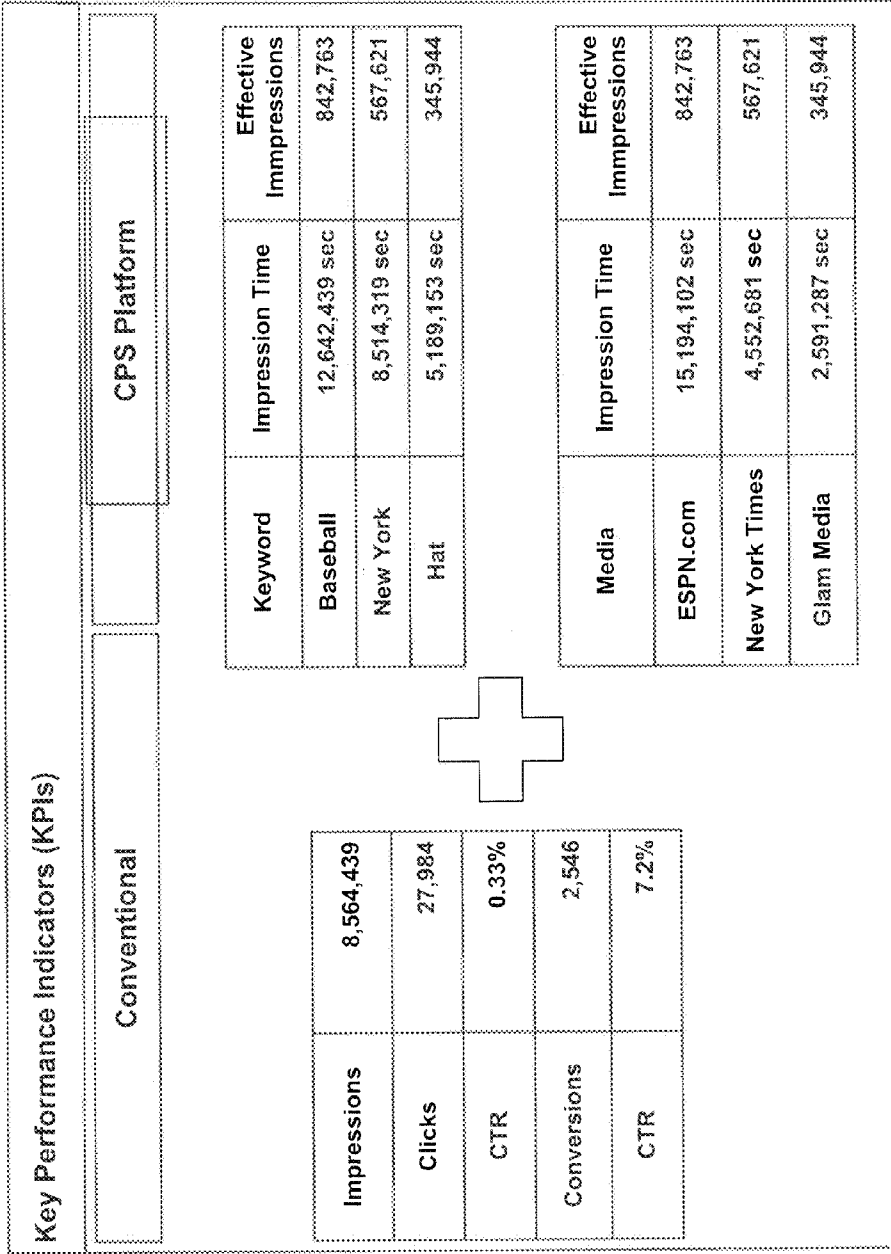 Key Performance Indicators (KPIs)
Conventional
CPS Platform
Impressions 8,564,439
Clicks 27,984
CTR 0.33%
Conversions 2,546
CTR 7.2%
Keyword Impression Time Effective
Immpressions
Baseball 12,642,439 sec 842,763
New York 8,514,319 sec 567,621
Hat 5,189,153 sec 345,944
Media Impression Time Effective
Immpressions
ESPN.com 15,194,102 sec 842,763
New York Times 4,552,681 sec 567,621
Glam Media 2,591,287 sec 345,944